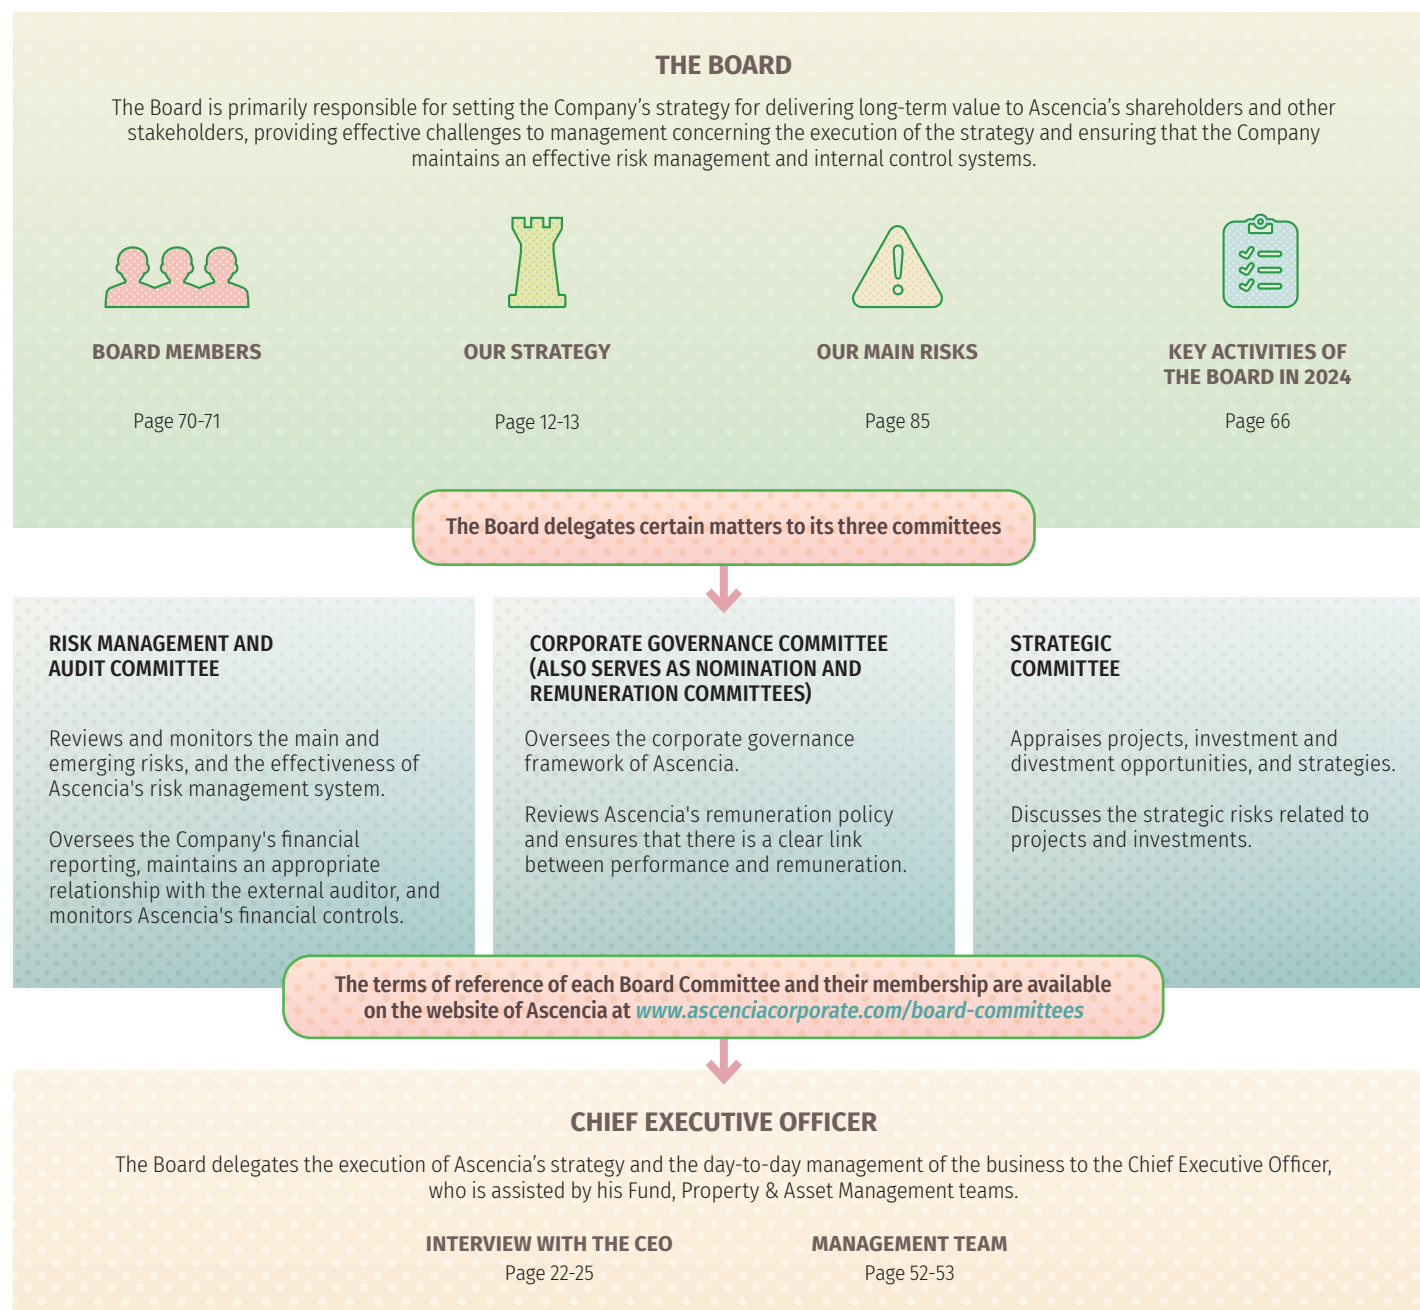 THE BOARD
The Board is primarily responsible for setting the Company’s strategy for delivering long-term value to Ascencia’s shareholders and other
stakeholders, providing effective challenges to management concerning the execution of the strategy and ensuring that the Company
maintains an effective risk management and internal control systems.
BOARD MEMBERS
Page 70-71
OUR STRATEGY
Page 12-13
OUR MAIN RISKS
Page 85
KEY ACTIVITIES OF
THE BOARD IN 2024
Page 66
The Board delegates certain matters to its three committees
RISK MANAGEMENT AND
AUDIT COMMITTEE
Reviews and monitors the main and
emerging risks, and the effectiveness of
Ascencia's risk management system.
Oversees the Company's financial
reporting, maintains an appropriate
relationship with the external auditor, and
monitors Ascencia's financial controls.
CORPORATE GOVERNANCE COMMITTEE
(ALSO SERVES AS NOMINATION AND
REMUNERATION COMMITTEES)
Oversees the corporate governance
framework of Ascencia.
Reviews Ascencia's remuneration policy
and ensures that there is a clear link
between performance and remuneration.
STRATEGIC
COMMITTEE
Appraises projects, investment and
divestment opportunities, and strategies.
Discusses the strategic risks related to
projects and investments.
The terms of reference of each Board Committee and their membership are available
on the website of Ascencia at www.ascenciacorporate.com/board-committees
CHIEF EXECUTIVE OFFICER
The Board delegates the execution of Ascencia’s strategy and the day-to-day management of the business to the Chief Executive Officer,
who is assisted by his Fund, Property & Asset Management teams.
INTERVIEW WITH THE CEO
Page 22-25
MANAGEMENT TEAM
Page 52-53